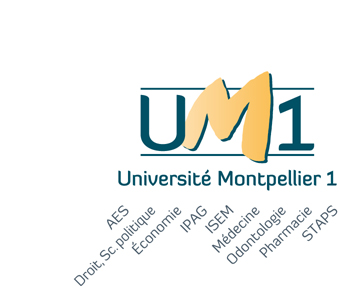 UM1
Université Montpellier 1
AES
Droit, Sc. politique
Économie
IPAG
ISEM
Médecine
Odontologie
Pharmacie
STAPS